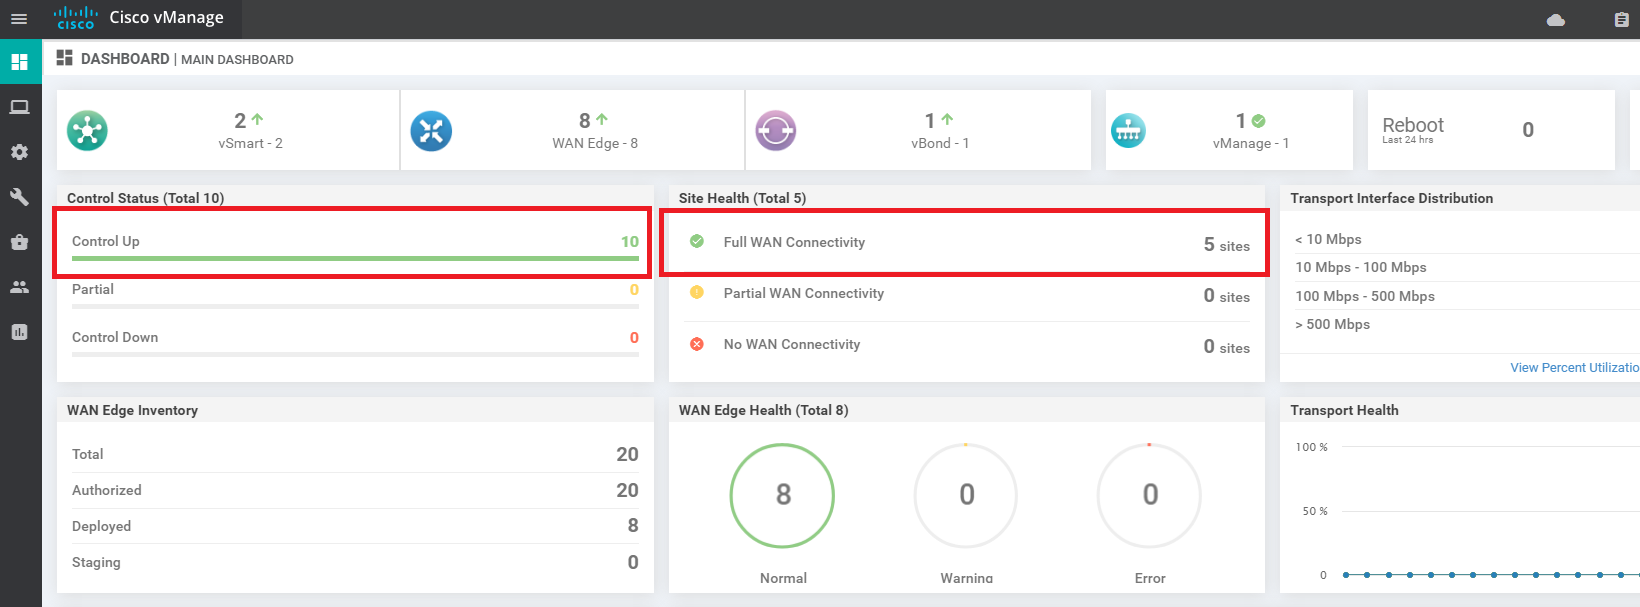 CISCO
Cisco vManage
DASHBOARD | MAIN DASHBOARD
2
vSmart - 2
8
WAN Edge - 8
1
vBond - 1
1
vManage - 1
Reboot
Last 24 hrs
0
Control Status (Total 10)
Control Up 10
Partial 0
Control Down 0
Site Health (Total 5)
Full WAN Connectivity 5 sites
Partial WAN Connectivity 0 sites
No WAN Connectivity 0 sites
Transport Interface Distribution
< 10 Mbps
10 Mbps - 100 Mbps
100 Mbps - 500 Mbps
> 500 Mbps
View Percent Utilizatio
WAN Edge Inventory
Total 20
Authorized 20
Deployed 8
Staging 0
WAN Edge Health (Total 8)
8 0 0
Normal Warning Error
Transport Health
100 %
50 %
0